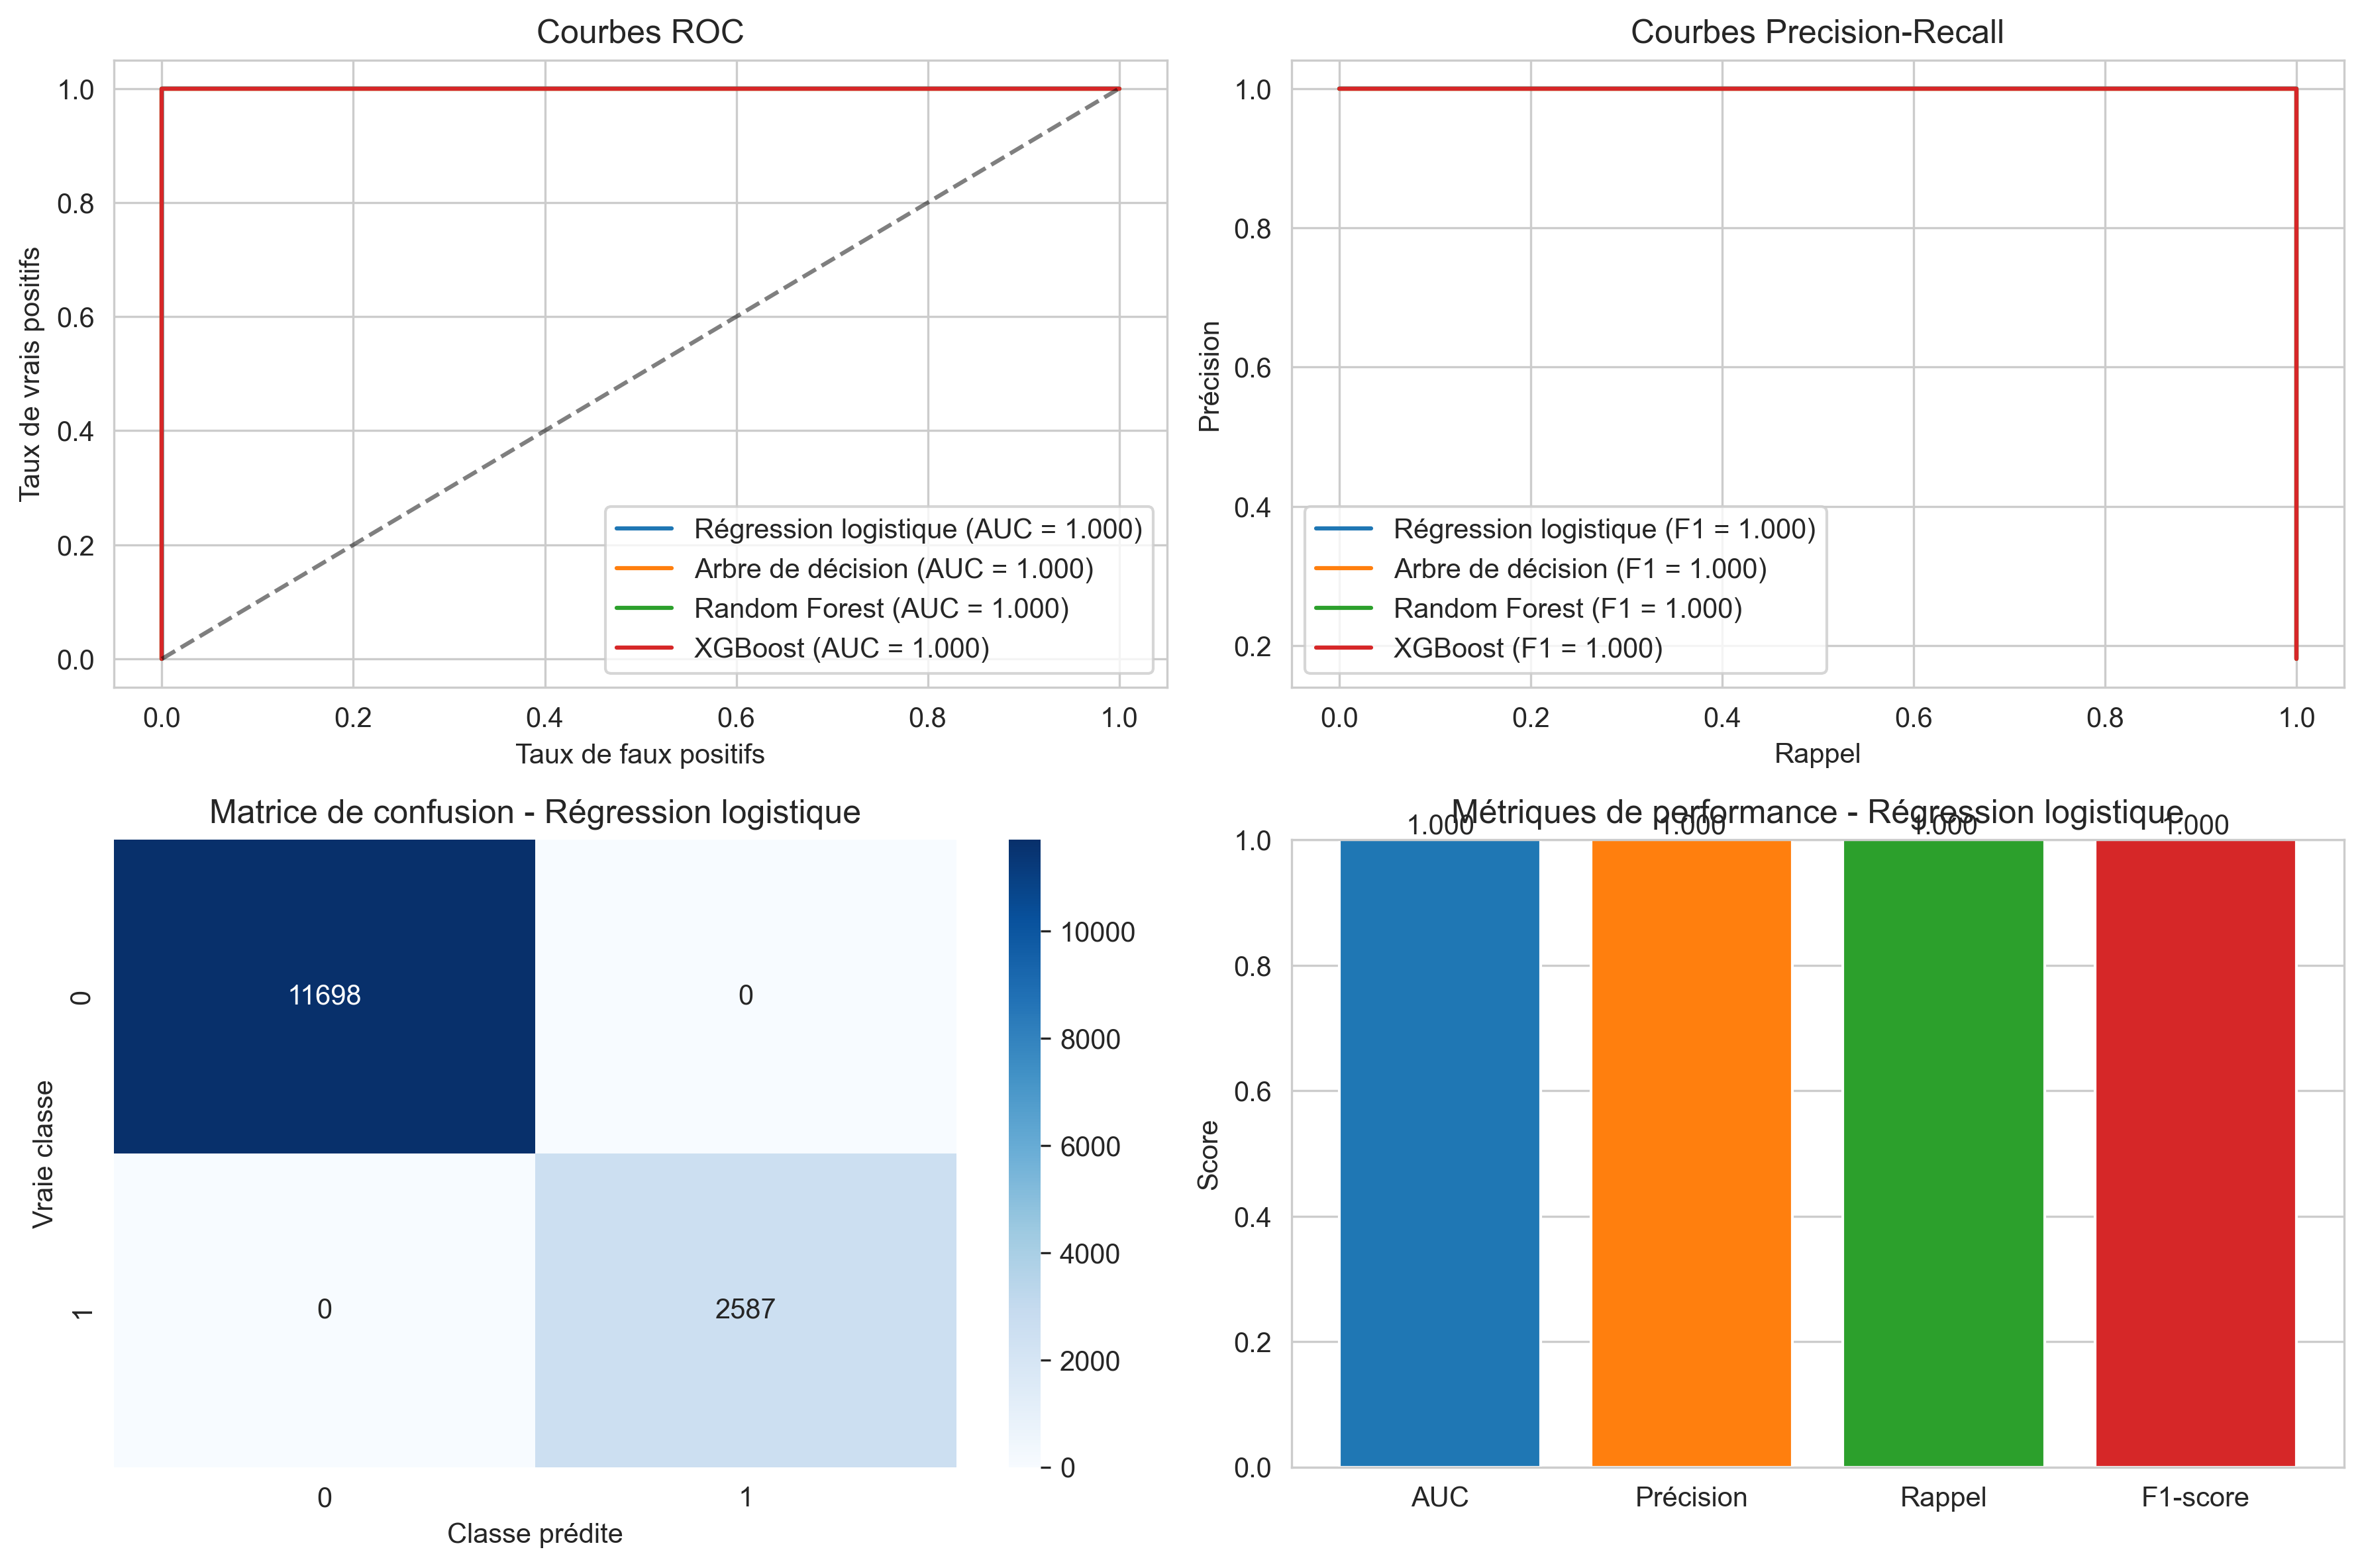 Courbes ROC
1.0
0.8
0.6
0.4
0.2
0.0
Taux de vrais positifs
Régression logistique (AUC = 1.000)
Arbre de décision (AUC = 1.000)
Random Forest (AUC = 1.000)
XGBoost (AUC = 1.000)
0.0 0.2 0.4 0.6 0.8 1.0
Taux de faux positifs
Courbes Precision-Recall
1.0
0.8
0.6
0.4
0.2
Précision
Régression logistique (F1 = 1.000)
Arbre de décision (F1 = 1.000)
Random Forest (F1 = 1.000)
XGBoost (F1 = 1.000)
0.0 0.2 0.4 0.6 0.8 1.0
Rappel
Matrice de confusion - Régression logistique
Vraie classe
0
1
11698 0
0 2587
0 1
Classe prédite
10000
8000
6000
4000
2000
0
Métriques de performance - Régression logistique
1.000 1.000 1.000 1.000
1.0
0.8
0.6
0.4
0.2
0.0
Score
AUC Précision Rappel F1-score